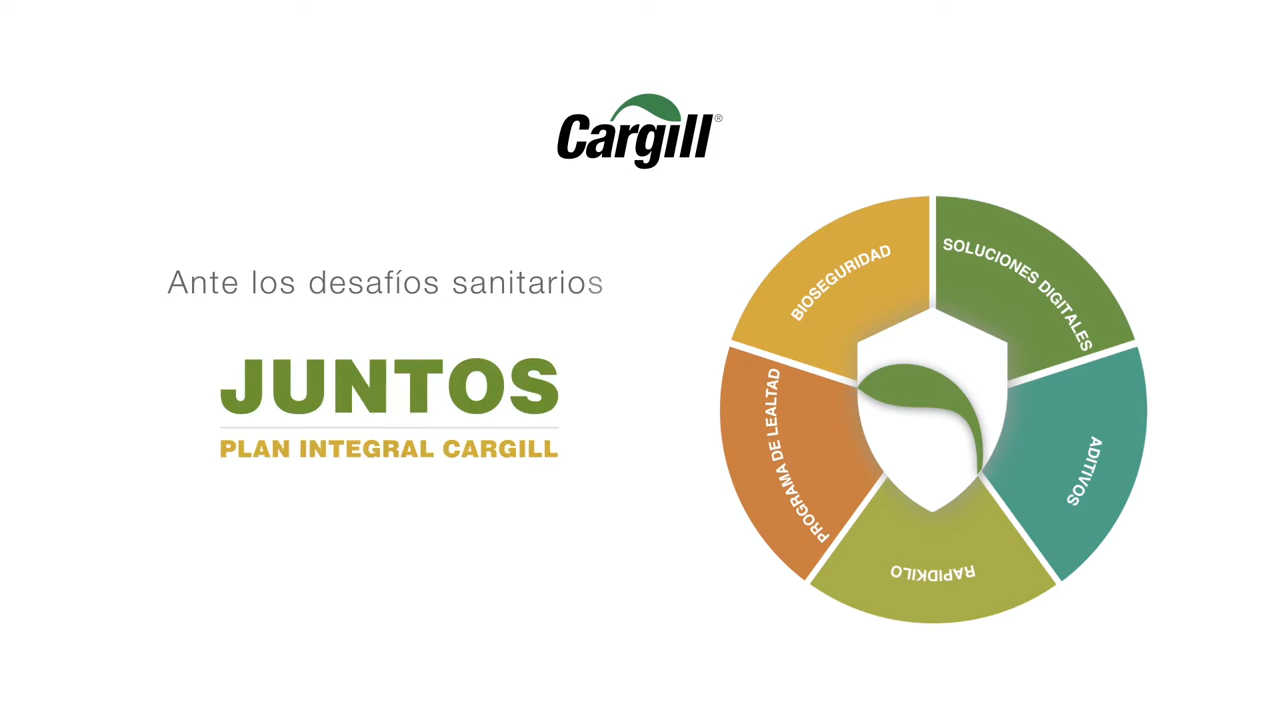 Cargill®
Ante los desafíos sanitarios
JUNTOS
PLAN INTEGRAL CARGILL
BIOSEGURIDAD
SOLUCIONES DIGITALES
ADITIVOS
RAPIDKILO
PROGRAMA DE LEALTAD